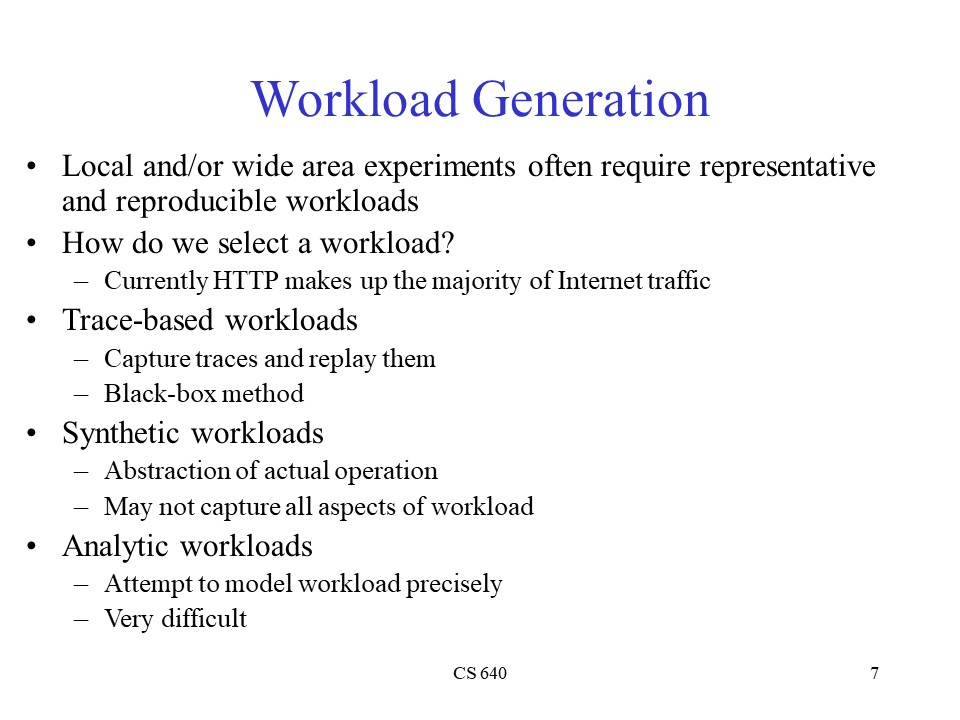 Workload Generation
• Local and/or wide area experiments often require representative
and reproducible workloads
• How do we select a workload?
– Currently HTTP makes up the majority of Internet traffic
• Trace-based workloads
– Capture traces and replay them
– Black-box method
• Synthetic workloads
– Abstraction of actual operation
– May not capture all aspects of workload
• Analytic workloads
– Attempt to model workload precisely
– Very difficult
CS 640
7